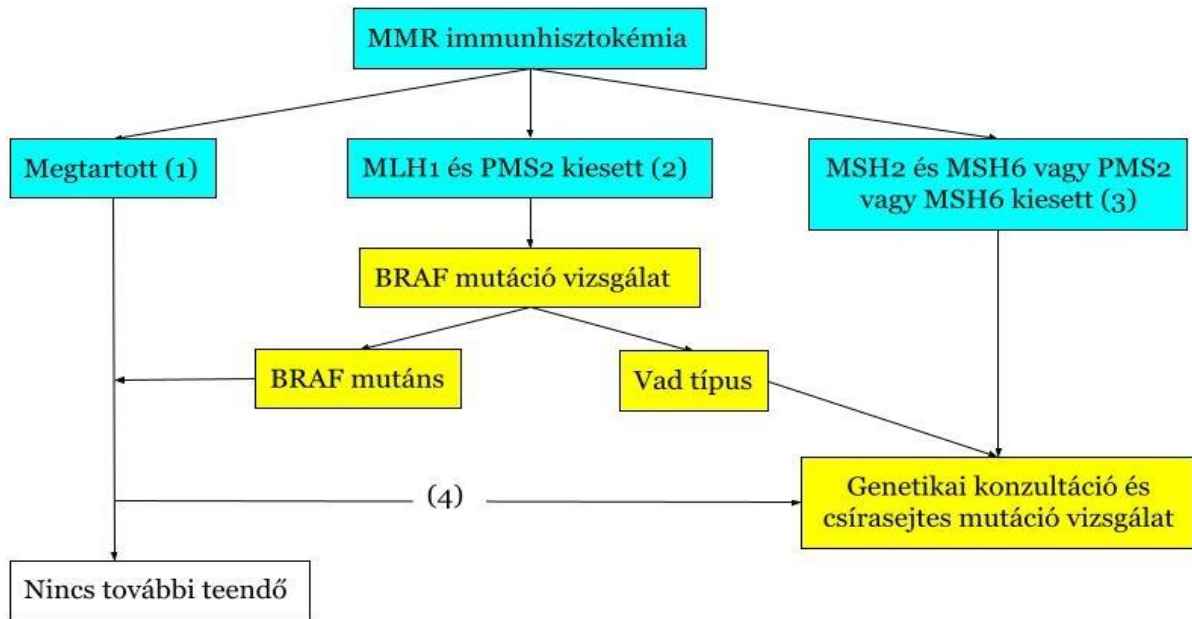 MMR immunhisztokémia
Megtartott (1)
MLH1 és PMS2 kiesett (2)
MSH2 és MSH6 vagy PMS2
vagy MSH6 kiesett (3)
BRAF mutáció vizsgálat
BRAF mutáns
Vad típus
(4)
Genetikai konzultáció és
csírasejtes mutáció vizsgálat
Nincs további teendő